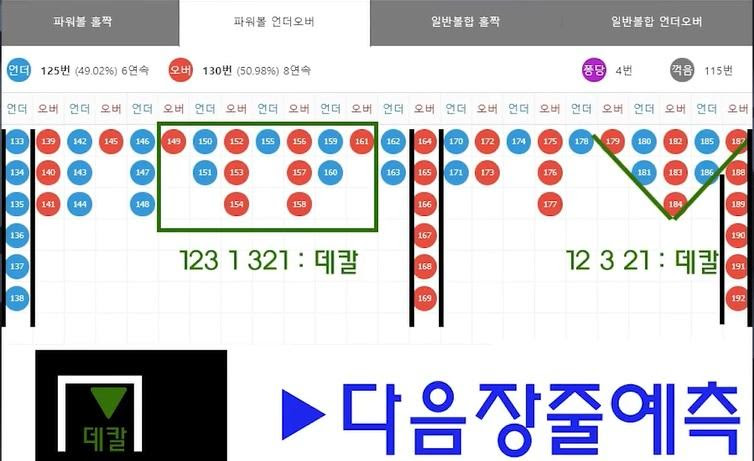 파워볼 홀짝 파워볼 언더오버 일반볼합 홀짝 일반볼합 언더오버
언더 125번 (49.02%) 6연속 오버 130번 (50.98%) 8연속 퐁당 4번 꺽음 115번
언더 오버 언더 오버 언더 오버 언더 오버 언더 오버 언더 오버 언더 오버 언더 오버 언더 오버 언더 오버 언더 오버 언더 오버
133 139 142 145 146 149 150 152 155 156 159 161 162 164 170 172 174 175 178 179 180 182 185 187
134 140 143 147 151 153 157 160 163 165 171 173 176 181 183 186 188
135 141 144 148 154 158 166 177 184 189
136 167 190
137 168 191
138 169 192
123 1 321 : 데칼 12 3 21 : 데칼
데칼
▶다음장줄예측